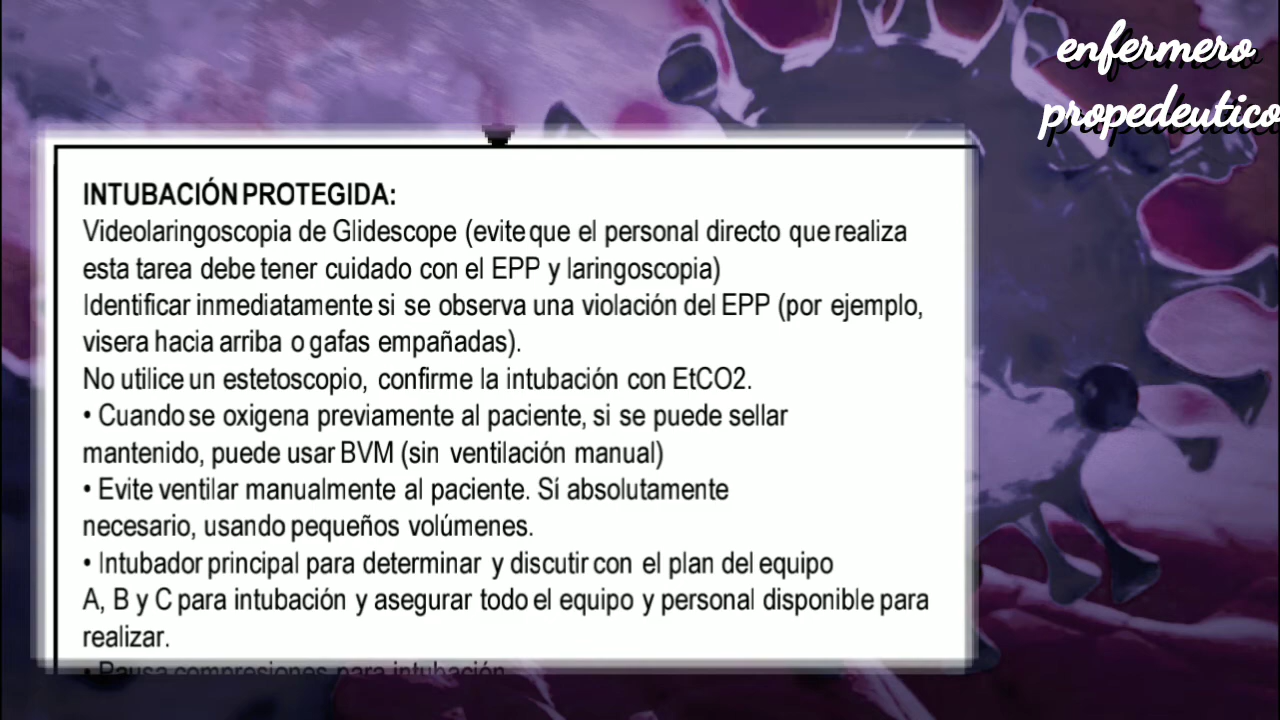 enfermero
propedeutico
INTUBACIÓN PROTEGIDA:
Videolaringoscopia de Glidescope (evite que el personal directo que realiza
esta tarea debe tener cuidado con el EPP y laringoscopia)
Identificar inmediatamente si se observa una violación del EPP (por ejemplo,
visera hacia arriba o gafas empañadas).
No utilice un estetoscopio, confirme la intubación con EtCO2.
• Cuando se oxigena previamente al paciente, si se puede sellar
mantenido, puede usar BVM (sin ventilación manual)
• Evite ventilar manualmente al paciente. Sí absolutamente
necesario, usando pequeños volúmenes.
• Intubador principal para determinar y discutir con el plan del equipo
A, B y C para intubación y asegurar todo el equipo y personal disponible para
realizar.
• Pausa compresiones para intubación